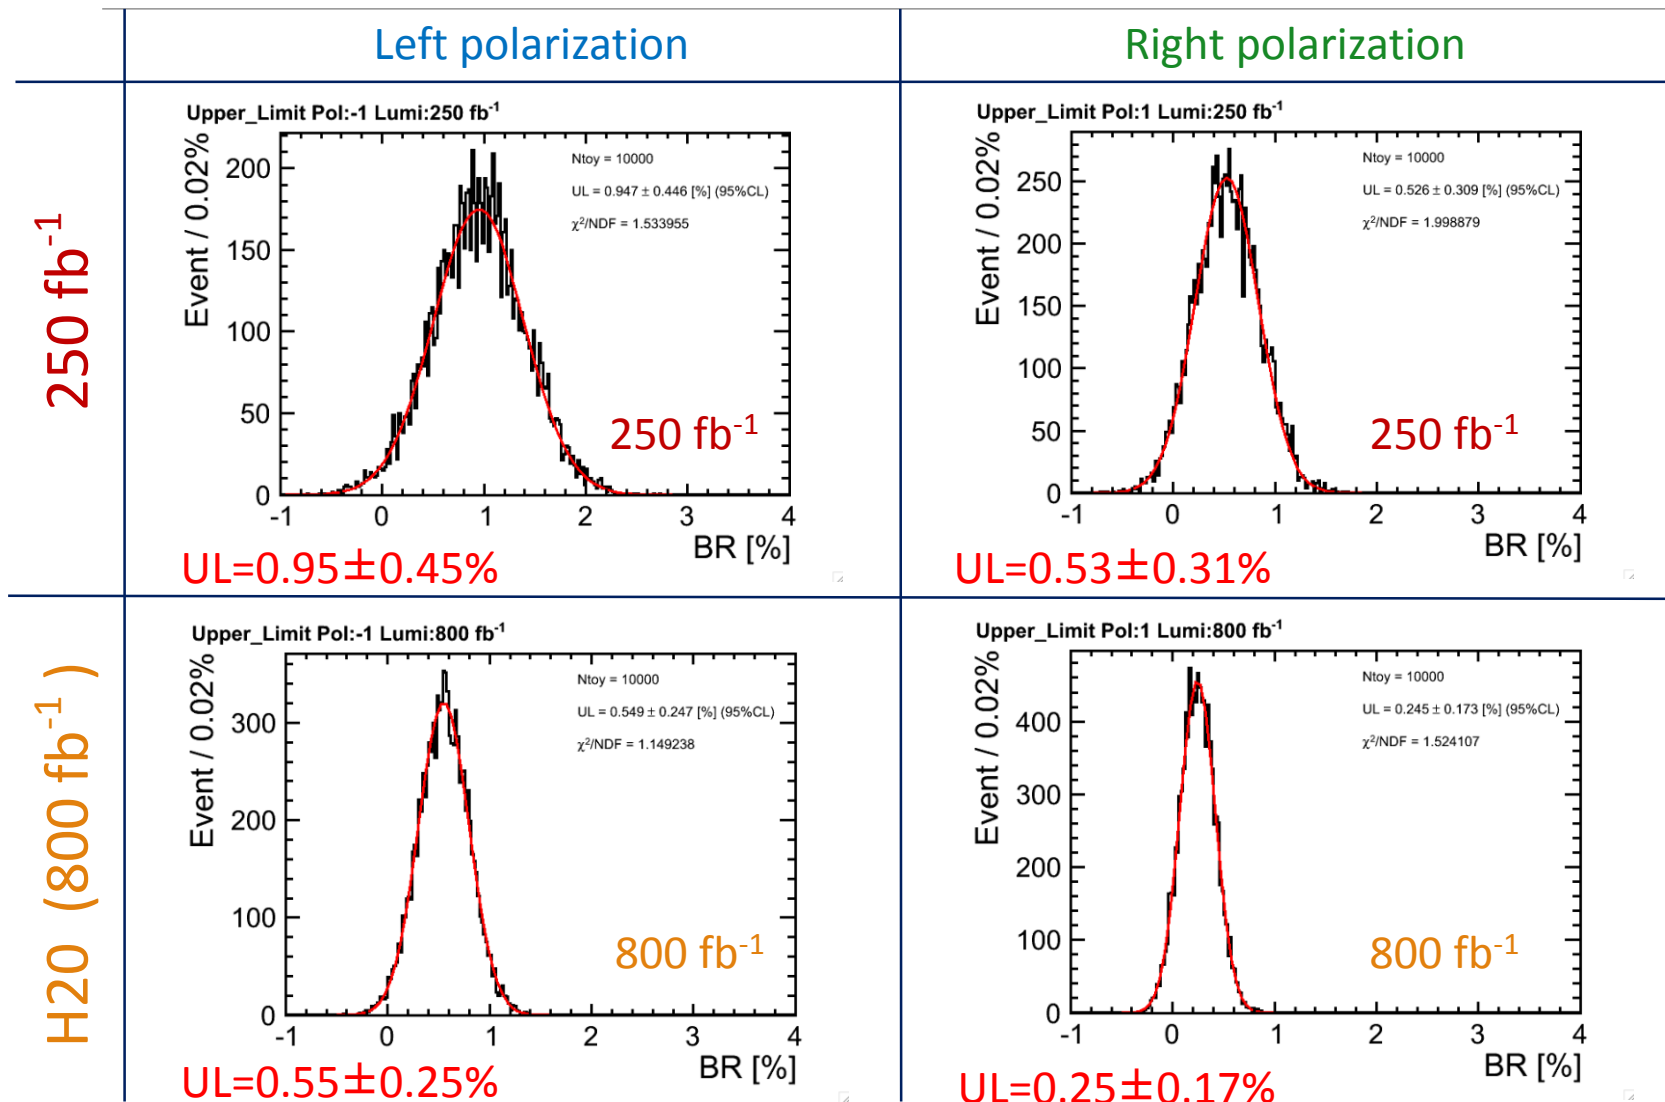 Left polarization
Right polarization
250 fb⁻¹
Upper_Limit Pol:-1 Lumi:250 fb⁻¹
Event / 0.02%
200
150
100
50
0
-1 0 1 2 3 4
BR [%]
Ntoy = 10000
UL = 0.947 ± 0.446 [%] (95%CL)
χ²/NDF = 1.533955
250 fb⁻¹
UL=0.95±0.45%
Upper_Limit Pol:1 Lumi:250 fb⁻¹
Event / 0.02%
250
200
150
100
50
0
-1 0 1 2 3 4
BR [%]
Ntoy = 10000
UL = 0.526 ± 0.309 [%] (95%CL)
χ²/NDF = 1.998879
250 fb⁻¹
UL=0.53±0.31%
H20 (800 fb⁻¹ )
Upper_Limit Pol:-1 Lumi:800 fb⁻¹
Event / 0.02%
300
200
100
0
-1 0 1 2 3 4
BR [%]
Ntoy = 10000
UL = 0.549 ± 0.247 [%] (95%CL)
χ²/NDF = 1.149238
800 fb⁻¹
UL=0.55±0.25%
Upper_Limit Pol:1 Lumi:800 fb⁻¹
Event / 0.02%
400
300
200
100
0
-1 0 1 2 3 4
BR [%]
Ntoy = 10000
UL = 0.245 ± 0.173 [%] (95%CL)
χ²/NDF = 1.524107
800 fb⁻¹
UL=0.25±0.17%